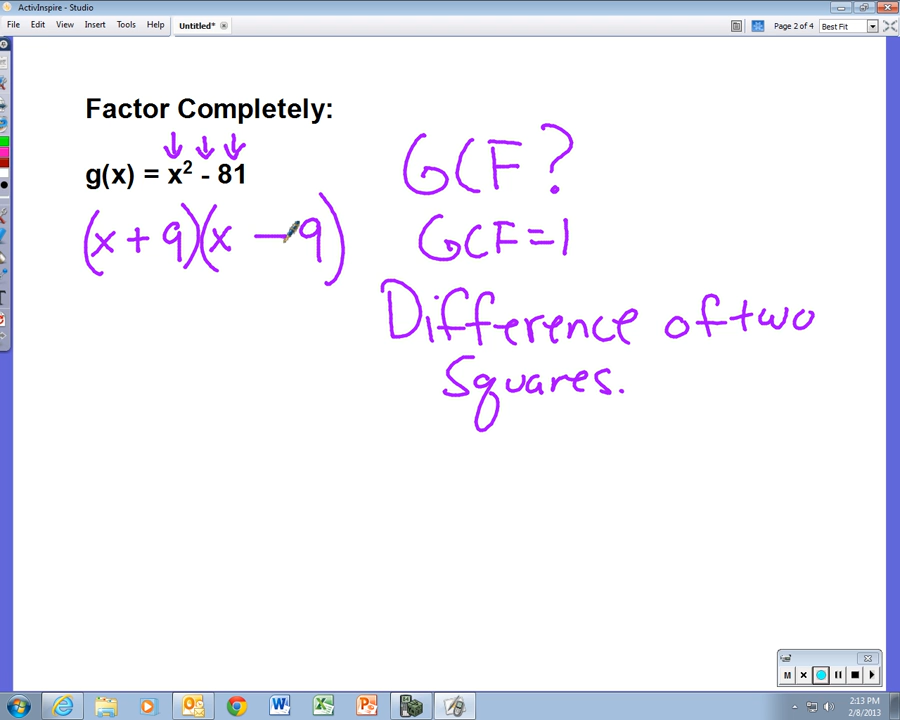 ActivInspire - Studio
File Edit View Insert Tools Help Untitled* Page 2 of 4 Best Fit
Factor Completely:
g(x) = x² - 81
(x + 9)(x - 9)
GCF?
GCF=1
Difference of two
Squares.
M
2:13 PM
2/8/2013